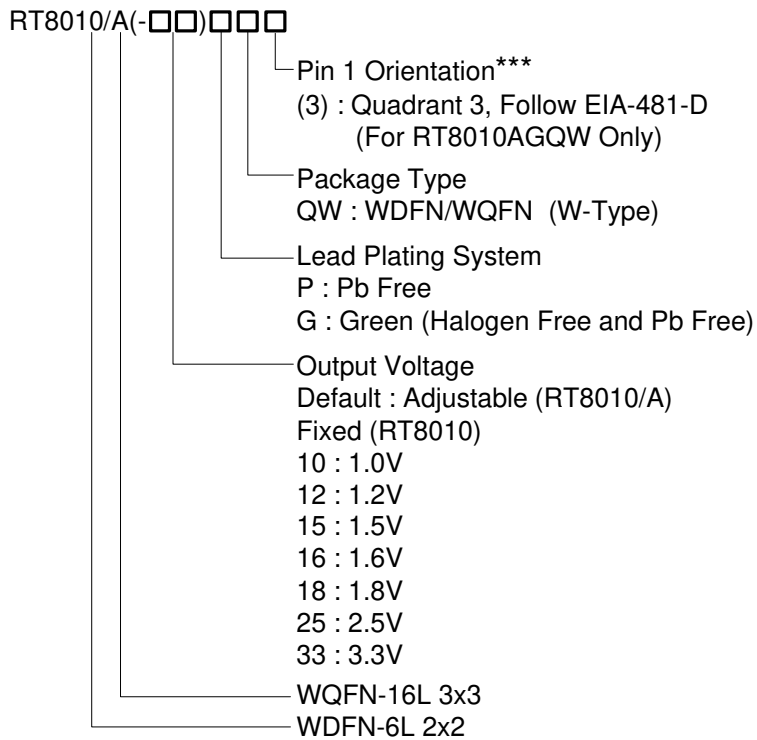 RT8010/A(-□□)□□□
Pin 1 Orientation***
(3) : Quadrant 3, Follow EIA-481-D
(For RT8010AGQW Only)
Package Type
QW : WDFN/WQFN (W-Type)
Lead Plating System
P : Pb Free
G : Green (Halogen Free and Pb Free)
Output Voltage
Default : Adjustable (RT8010/A)
Fixed (RT8010)
10 : 1.0V
12 : 1.2V
15 : 1.5V
16 : 1.6V
18 : 1.8V
25 : 2.5V
33 : 3.3V
WQFN-16L 3x3
WDFN-6L 2x2